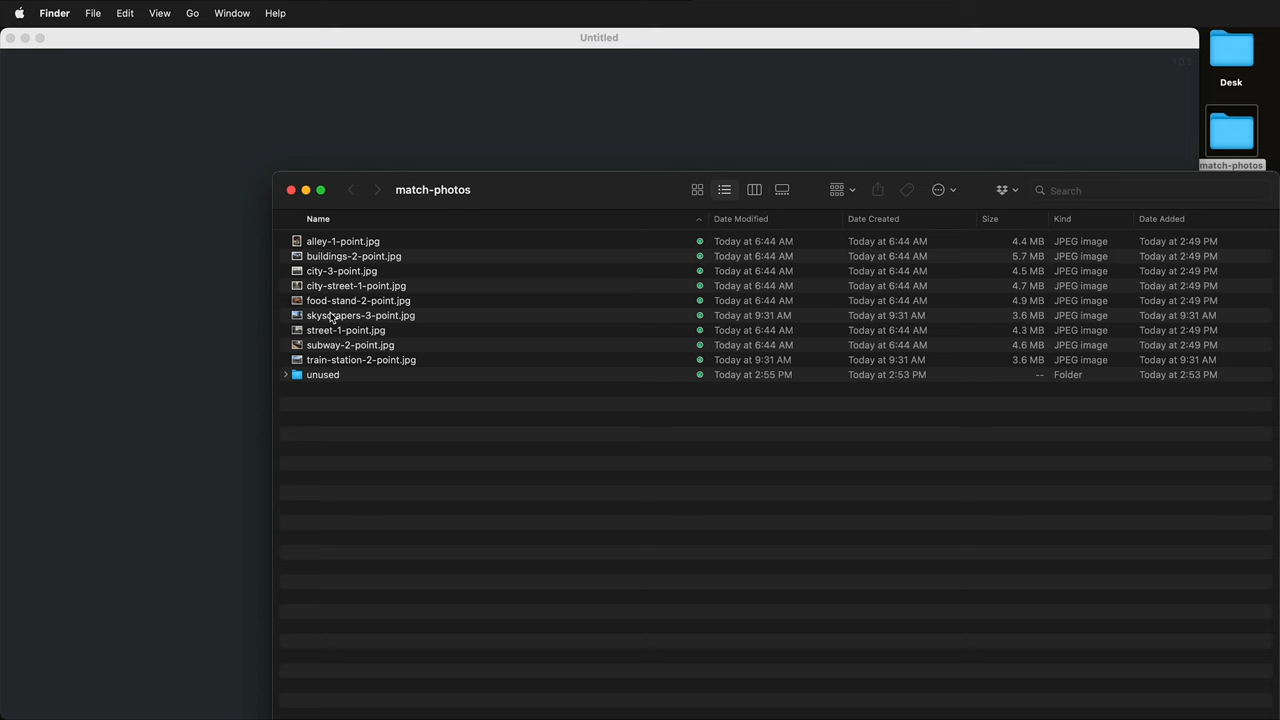 Finder File Edit View Go Window Help
Untitled
1.0.3
Desk
match-photos
match-photos Search
Name Date Modified Date Created Size Kind Date Added
alley-1-point.jpg Today at 6:44 AM Today at 6:44 AM 4.4 MB JPEG image Today at 2:49 PM
buildings-2-point.jpg Today at 6:44 AM Today at 6:44 AM 5.7 MB JPEG image Today at 2:49 PM
city-3-point.jpg Today at 6:44 AM Today at 6:44 AM 4.5 MB JPEG image Today at 2:49 PM
city-street-1-point.jpg Today at 6:44 AM Today at 6:44 AM 4.7 MB JPEG image Today at 2:49 PM
food-stand-2-point.jpg Today at 6:44 AM Today at 6:44 AM 4.9 MB JPEG image Today at 2:49 PM
skyscrapers-3-point.jpg Today at 9:31 AM Today at 9:31 AM 3.6 MB JPEG image Today at 9:31 AM
street-1-point.jpg Today at 6:44 AM Today at 6:44 AM 4.3 MB JPEG image Today at 2:49 PM
subway-2-point.jpg Today at 6:44 AM Today at 6:44 AM 4.6 MB JPEG image Today at 2:49 PM
train-station-2-point.jpg Today at 9:31 AM Today at 9:31 AM 3.6 MB JPEG image Today at 9:31 AM
unused Today at 2:55 PM Today at 2:53 PM -- Folder Today at 2:53 PM